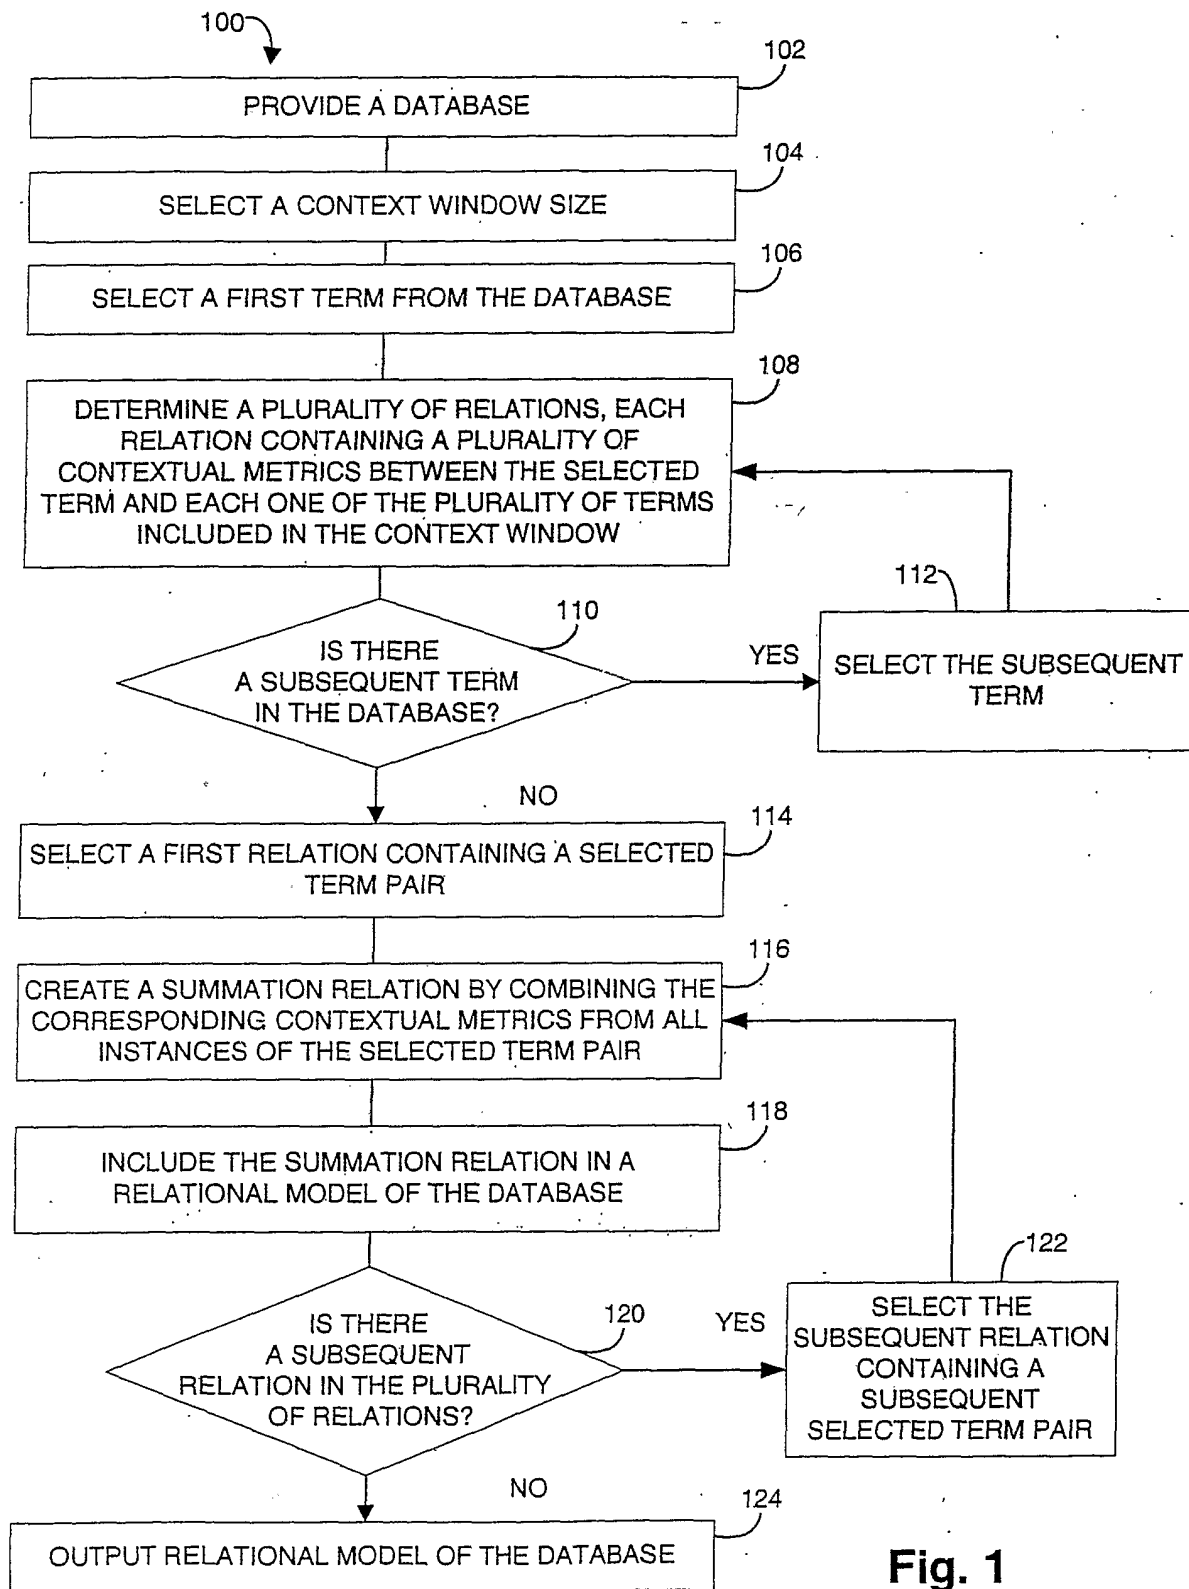 100
102
PROVIDE A DATABASE
104
SELECT A CONTEXT WINDOW SIZE
106
SELECT A FIRST TERM FROM THE DATABASE
108
DETERMINE A PLURALITY OF RELATIONS, EACH
RELATION CONTAINING A PLURALITY OF
CONTEXTUAL METRICS BETWEEN THE SELECTED
TERM AND EACH ONE OF THE PLURALITY OF TERMS
INCLUDED IN THE CONTEXT WINDOW
110
IS THERE
A SUBSEQUENT TERM
IN THE DATABASE?
YES
112
SELECT THE SUBSEQUENT
TERM
NO
114
SELECT A FIRST RELATION CONTAINING A SELECTED
TERM PAIR
116
CREATE A SUMMATION RELATION BY COMBINING THE
CORRESPONDING CONTEXTUAL METRICS FROM ALL
INSTANCES OF THE SELECTED TERM PAIR
118
INCLUDE THE SUMMATION RELATION IN A
RELATIONAL MODEL OF THE DATABASE
120
IS THERE
A SUBSEQUENT
RELATION IN THE PLURALITY
OF RELATIONS?
YES
122
SELECT THE
SUBSEQUENT RELATION
CONTAINING A
SUBSEQUENT
SELECTED TERM PAIR
NO
124
OUTPUT RELATIONAL MODEL OF THE DATABASE
Fig. 1